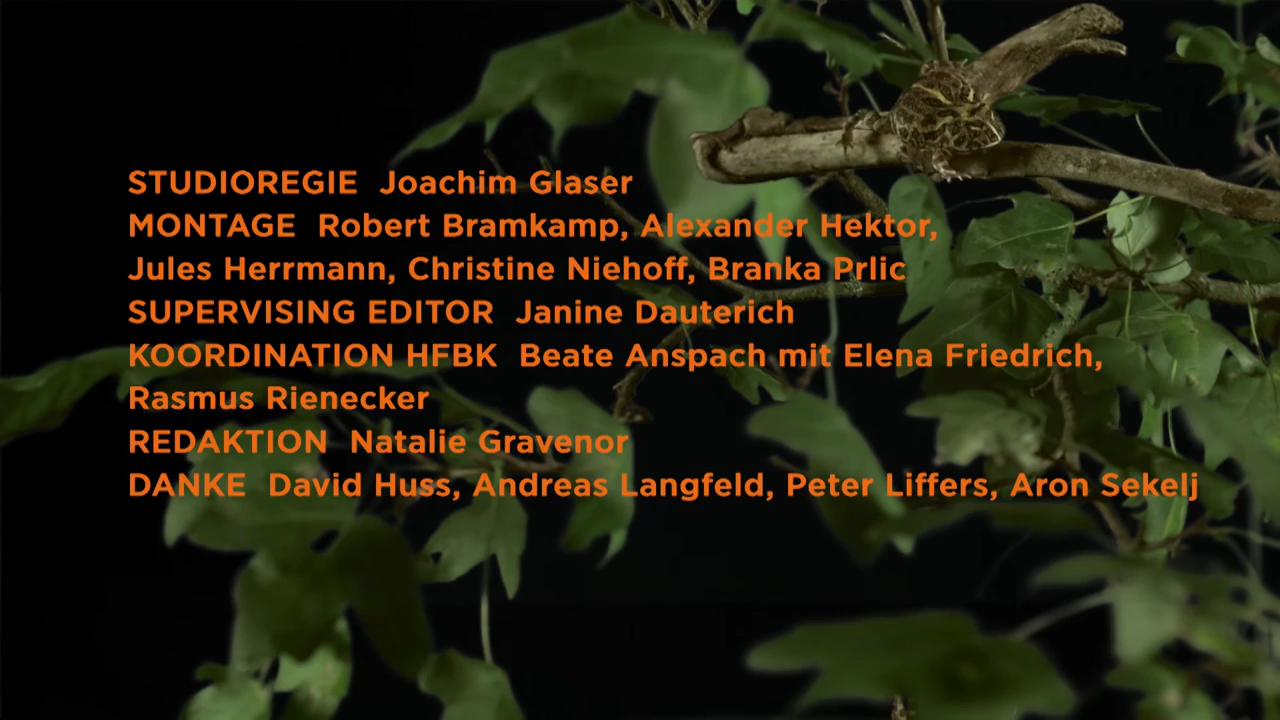 STUDIOREGIE Joachim Glaser
MONTAGE Robert Bramkamp, Alexander Hektor,
Jules Herrmann, Christine Niehoff, Branka Prlic
SUPERVISING EDITOR Janine Dauterich
KOORDINATION HFBK Beate Anspach mit Elena Friedrich,
Rasmus Rienecker
REDAKTION Natalie Gravenor
DANKE David Huss, Andreas Langfeld, Peter Liffers, Aron Sekelj